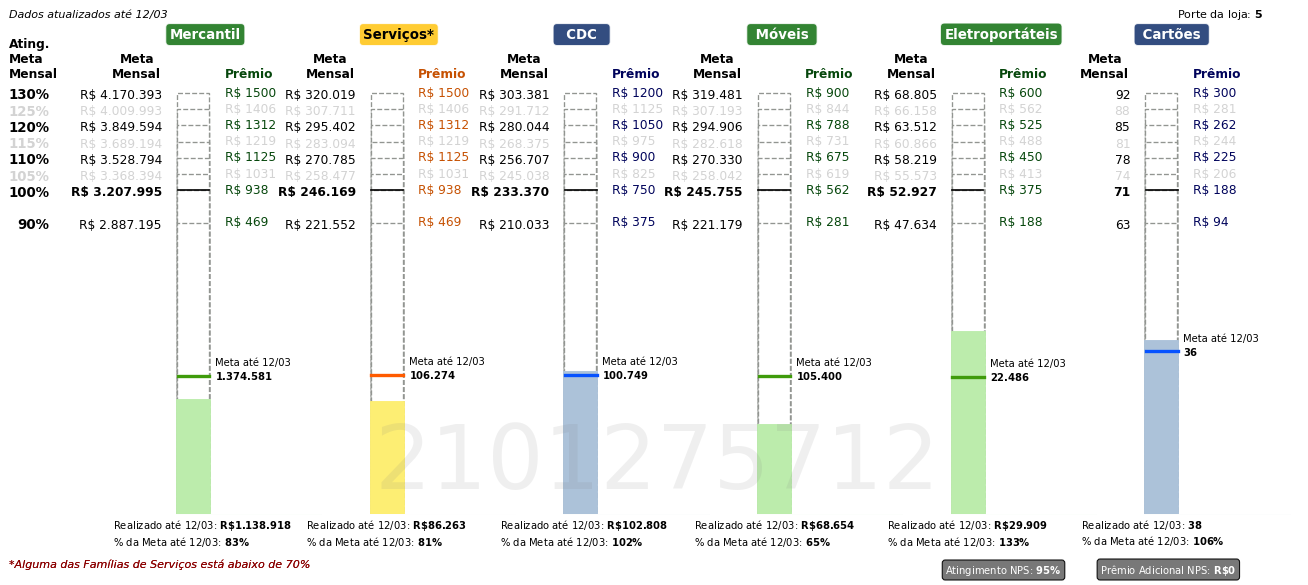 Dados atualizados até 12/03 Porte da loja: 5
Mercantil Serviços* CDC Móveis Eletroportáteis Cartões
Ating.
Meta Meta Meta Meta Meta Meta Meta
Mensal Mensal Prêmio Mensal Prêmio Mensal Prêmio Mensal Prêmio Mensal Prêmio Mensal Prêmio
130% R$ 4.170.393 R$ 1500 R$ 320.019 R$ 1500 R$ 303.381 R$ 1200 R$ 319.481 R$ 900 R$ 68.805 R$ 600 92 R$ 300
125% R$ 4.009.993 R$ 1406 R$ 307.711 R$ 1406 R$ 291.712 R$ 1125 R$ 307.193 R$ 844 R$ 66.158 R$ 562 88 R$ 281
120% R$ 3.849.594 R$ 1312 R$ 295.402 R$ 1312 R$ 280.044 R$ 1050 R$ 294.906 R$ 788 R$ 63.512 R$ 525 85 R$ 262
115% R$ 3.689.194 R$ 1219 R$ 283.094 R$ 1219 R$ 268.375 R$ 975 R$ 282.618 R$ 731 R$ 60.866 R$ 488 81 R$ 244
110% R$ 3.528.794 R$ 1125 R$ 270.785 R$ 1125 R$ 256.707 R$ 900 R$ 270.330 R$ 675 R$ 58.219 R$ 450 78 R$ 225
105% R$ 3.368.394 R$ 1031 R$ 258.477 R$ 1031 R$ 245.038 R$ 825 R$ 258.042 R$ 619 R$ 55.573 R$ 413 74 R$ 206
100% R$ 3.207.995 R$ 938 R$ 246.169 R$ 938 R$ 233.370 R$ 750 R$ 245.755 R$ 562 R$ 52.927 R$ 375 71 R$ 188
90% R$ 2.887.195 R$ 469 R$ 221.552 R$ 469 R$ 210.033 R$ 375 R$ 221.179 R$ 281 R$ 47.634 R$ 188 63 R$ 94
Meta até 12/03 Meta até 12/03 Meta até 12/03 Meta até 12/03 Meta até 12/03 Meta até 12/03
1.374.581 106.274 100.749 105.400 22.486 36
2101275712
Realizado até 12/03: R$1.138.918 Realizado até 12/03: R$86.263 Realizado até 12/03: R$102.808 Realizado até 12/03: R$68.654 Realizado até 12/03: R$29.909 Realizado até 12/03: 38
% da Meta até 12/03: 83% % da Meta até 12/03: 81% % da Meta até 12/03: 102% % da Meta até 12/03: 65% % da Meta até 12/03: 133% % da Meta até 12/03: 106%
*Alguma das Famílias de Serviços está abaixo de 70% Atingimento NPS: 95% Prêmio Adicional NPS: R$0